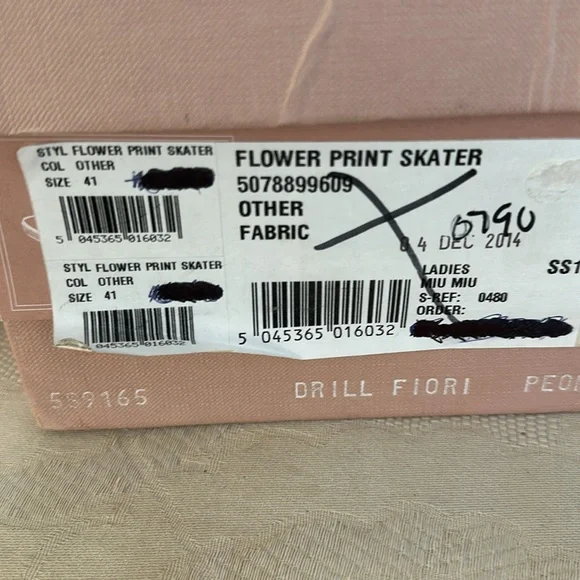 STYL FLOWER PRINT SKATER
COL OTHER
SIZE 41
5 045365 016032
STYL FLOWER PRINT SKATER
COL OTHER
SIZE 41
5 045365 016032
FLOWER PRINT SKATER
5078899609
OTHER
FABRIC
0790
04 DEC 2014
LADIES
SS1
MIU MIU
S-REF: 0480
ORDER:
5 045365 016032
5S9165
DRILL FIORI
PEO